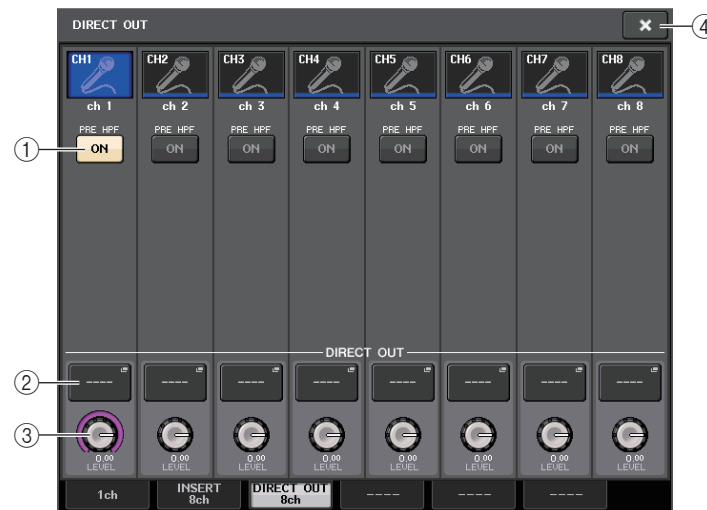 DIRECT OUT
×
④
CH1 CH2 CH3 CH4 CH5 CH6 CH7 CH8
ch 1 ch 2 ch 3 ch 4 ch 5 ch 6 ch 7 ch 8
PRE HPF PRE HPF PRE HPF PRE HPF PRE HPF PRE HPF PRE HPF PRE HPF
① ON ON ON ON ON ON ON ON
DIRECT OUT
② ---- ---- ---- ---- ---- ---- ---- ----
③
0.00 0.00 0.00 0.00 0.00 0.00 0.00 0.00
LEVEL LEVEL LEVEL LEVEL LEVEL LEVEL LEVEL LEVEL
1ch INSERT 8ch DIRECT OUT 8ch ---- ---- ----